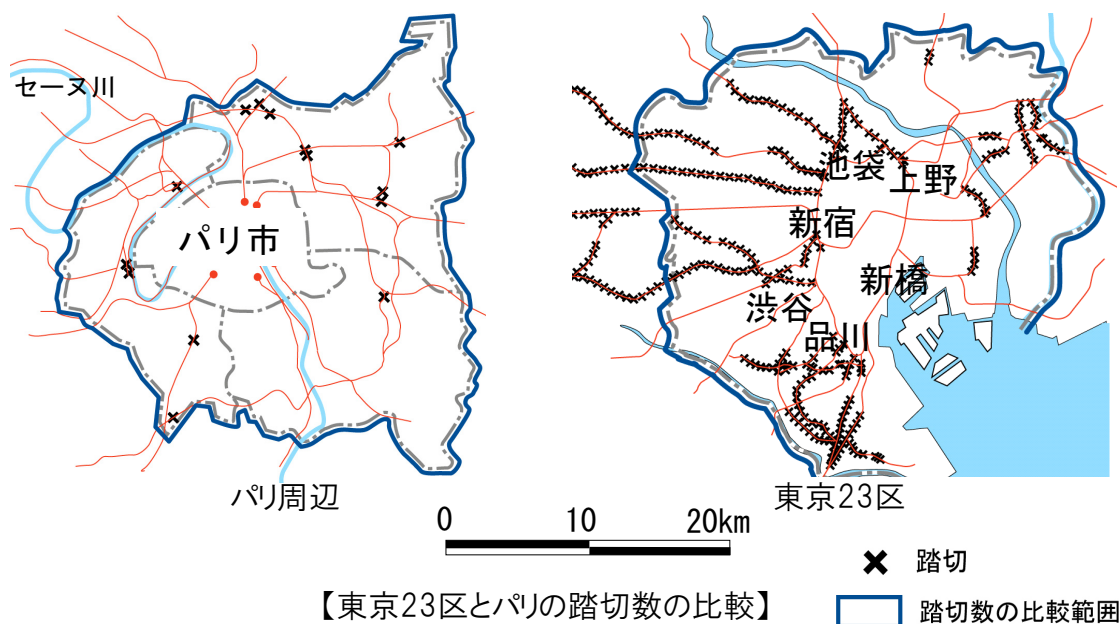 セーヌ川
パリ市
パリ周辺
池袋
上野
新宿
新橋
渋谷
品川
東京23区
0 10 20km
踏切
【東京23区とパリの踏切数の比較】
踏切数の比較範囲